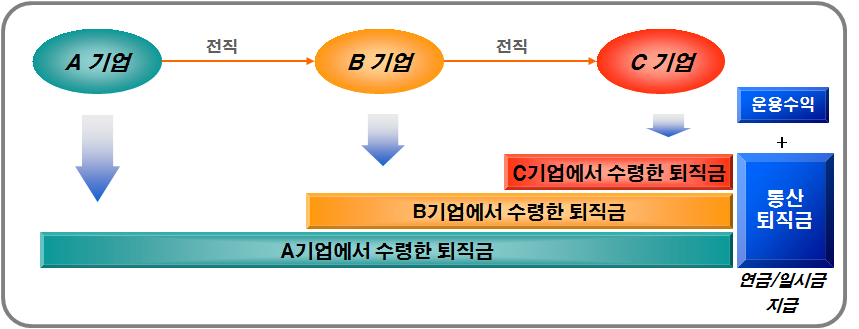 전직
전직
A 기업
B 기업
C 기업
운용수익
+
C기업에서 수령한 퇴직금
B기업에서 수령한 퇴직금
A기업에서 수령한 퇴직금
통산
퇴직금
연금/일시금
지급